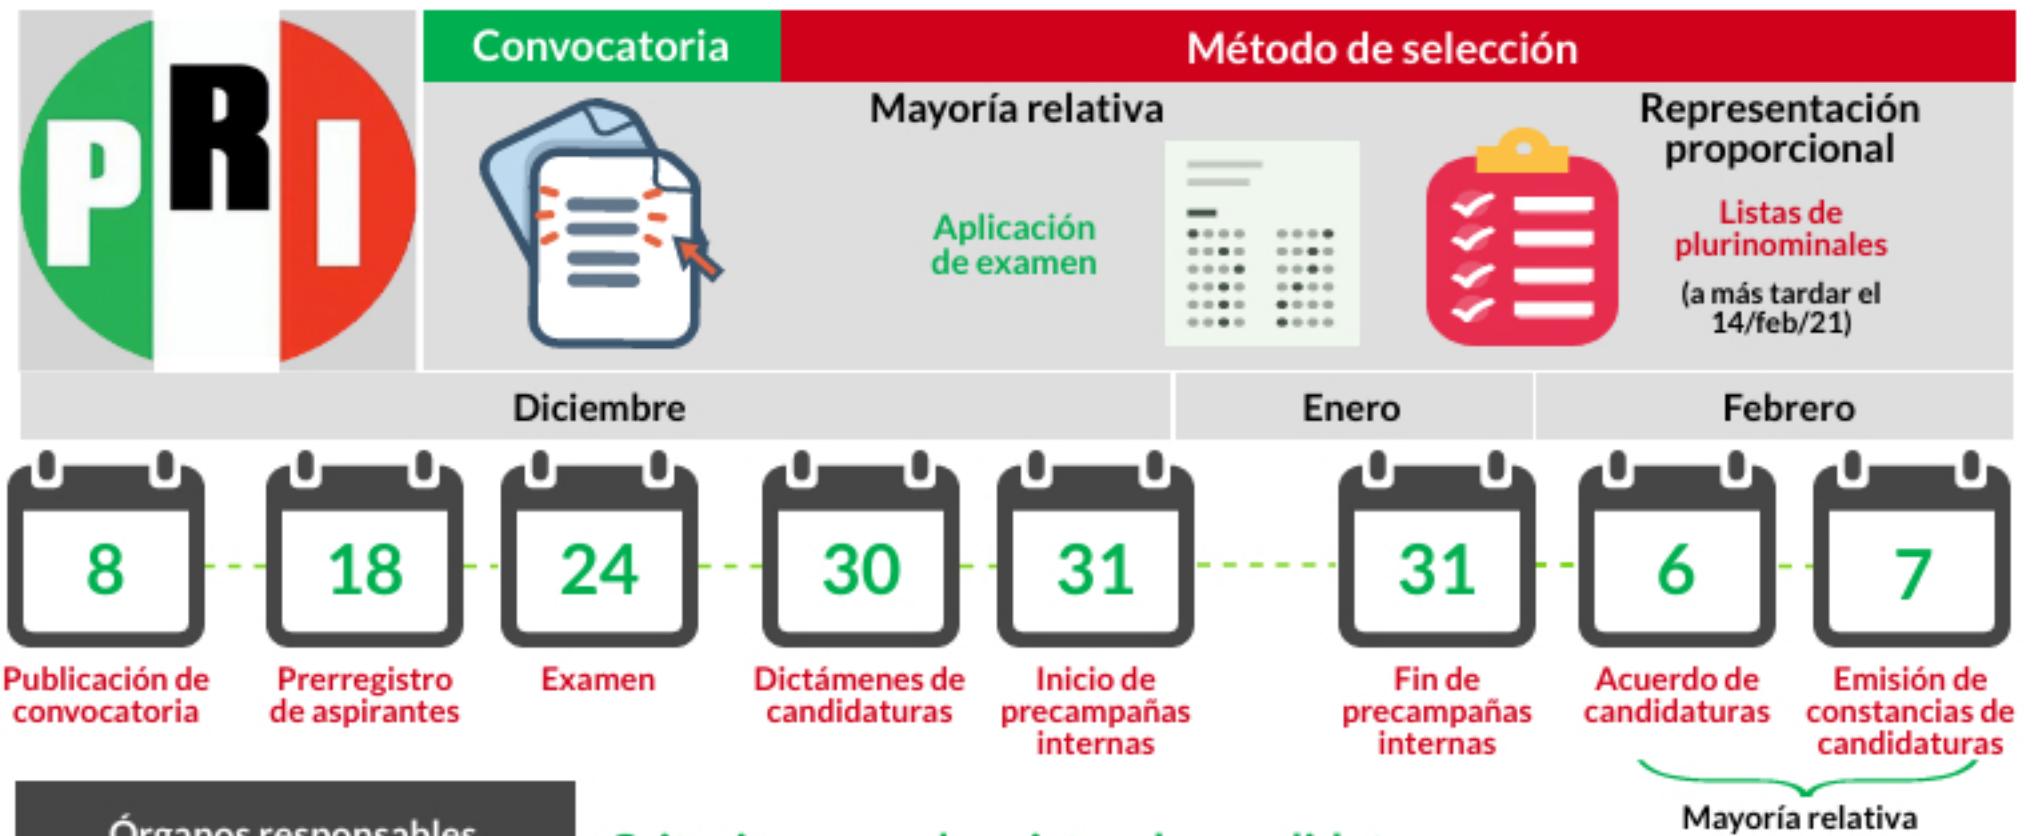 PRI
Convocatoria
Método de selección
Mayoría relativa
Aplicación
de examen
Representación
proporcional
Listas de
plurinominales
(a más tardar el
14/feb/21)
Diciembre
Enero
Febrero
8
18
24
30
31
31
6
7
Publicación de
convocatoria
Prerregistro
de aspirantes
Examen
Dictámenes de
candidaturas
Inicio de
precampañas
internas
Fin de
precampañas
internas
Acuerdo de
candidaturas
Emisión de
constancias de
candidaturas
Mayoría relativa
Órganos responsables